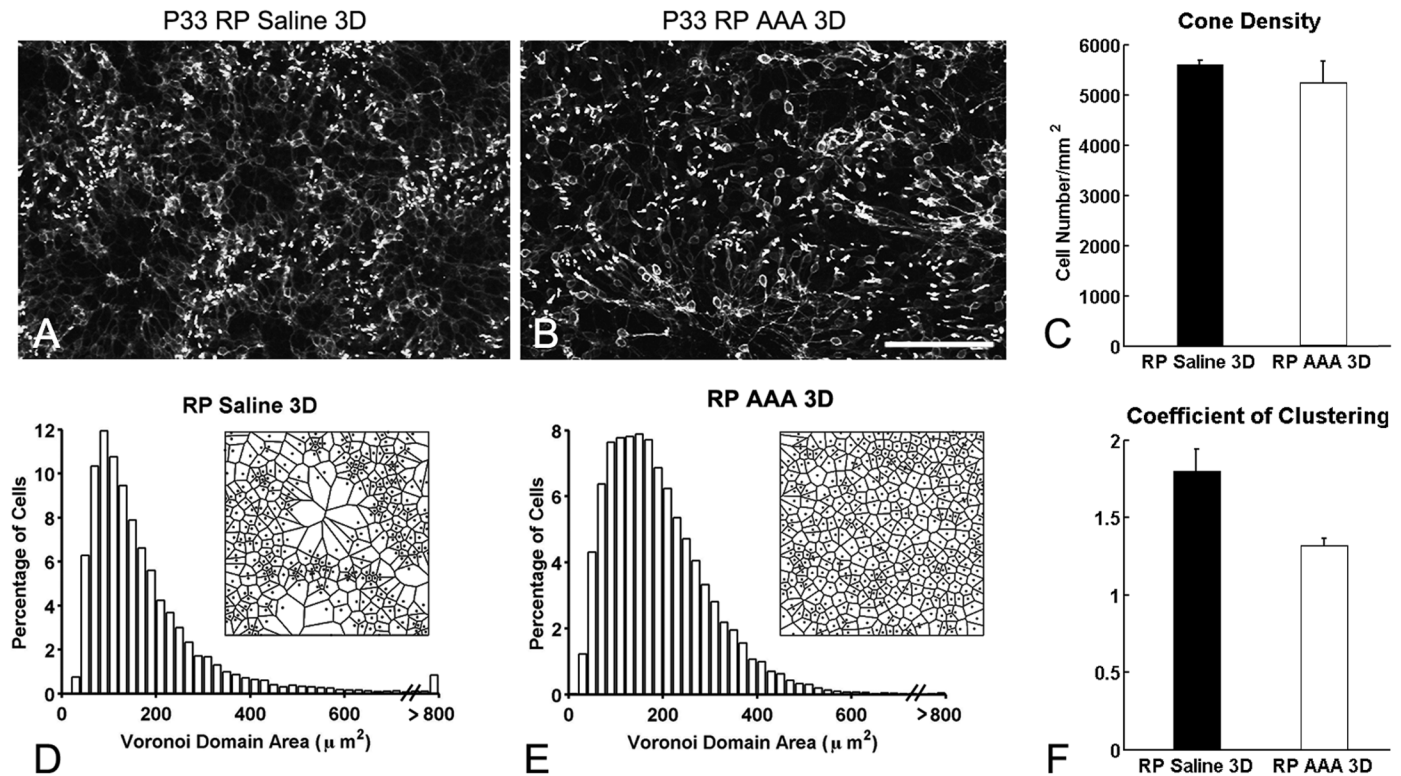 P33 RP Saline 3D
P33 RP AAA 3D
A
B
Cone Density
Cell Number/mm²
6000
5000
4000
3000
2000
1000
0
RP Saline 3D
RP AAA 3D
C
RP Saline 3D
Percentage of Cells
12
10
8
6
4
2
0
0
200
400
600
>800
Voronoi Domain Area (μ m²)
D
RP AAA 3D
Percentage of Cells
8
6
4
2
0
0
200
400
600
>800
Voronoi Domain Area (μ m²)
E
Coefficient of Clustering
2
1.5
1
0.5
0
RP Saline 3D
RP AAA 3D
F